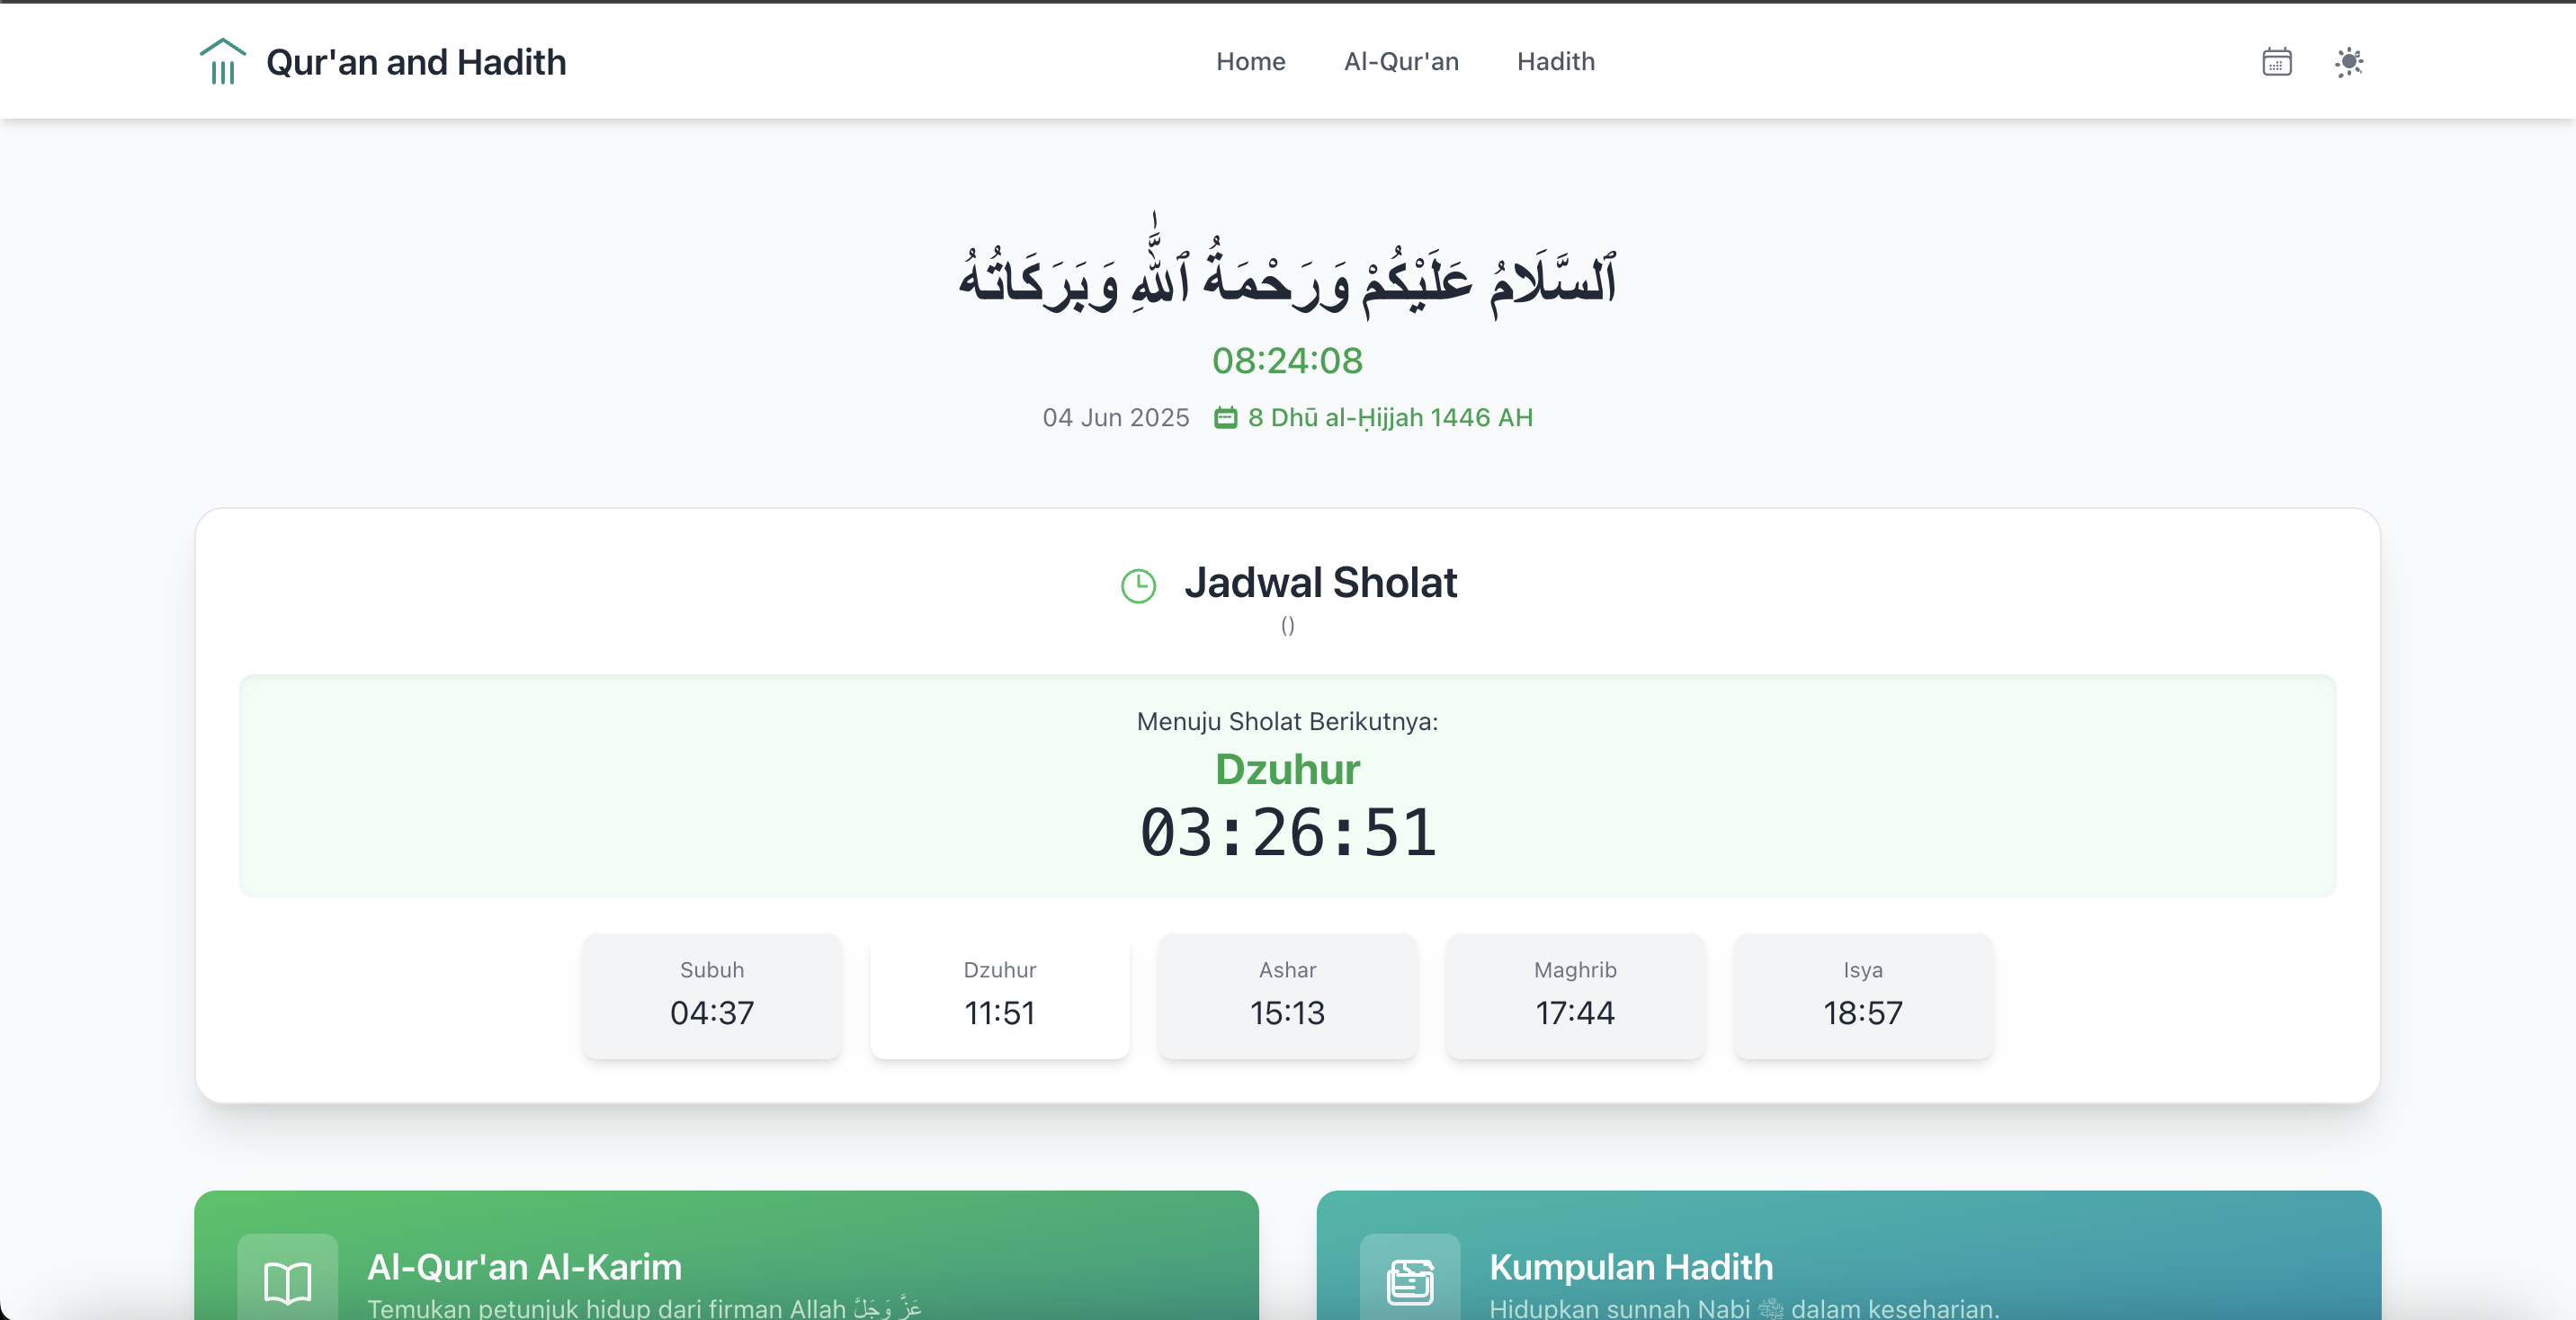 Qur'an and Hadith
Home Al-Qur'an Hadith
ٱلسَّلَامُ عَلَيْكُمْ وَرَحْمَةُ ٱللَّٰهِ وَبَرَكَاتُهُ
08:24:08
04 Jun 2025 8 Dhū al-Ḥijjah 1446 AH
Jadwal Sholat
()
Menuju Sholat Berikutnya:
Dzuhur
03:26:51
Subuh Dzuhur Ashar Maghrib Isya
04:37 11:51 15:13 17:44 18:57
Al-Qur'an Al-Karim
Temukan petunjuk hidup dari firman Allah عَزَّ وَجَلَّ
Kumpulan Hadith
Hidupkan sunnah Nabi ﷺ dalam keseharian.